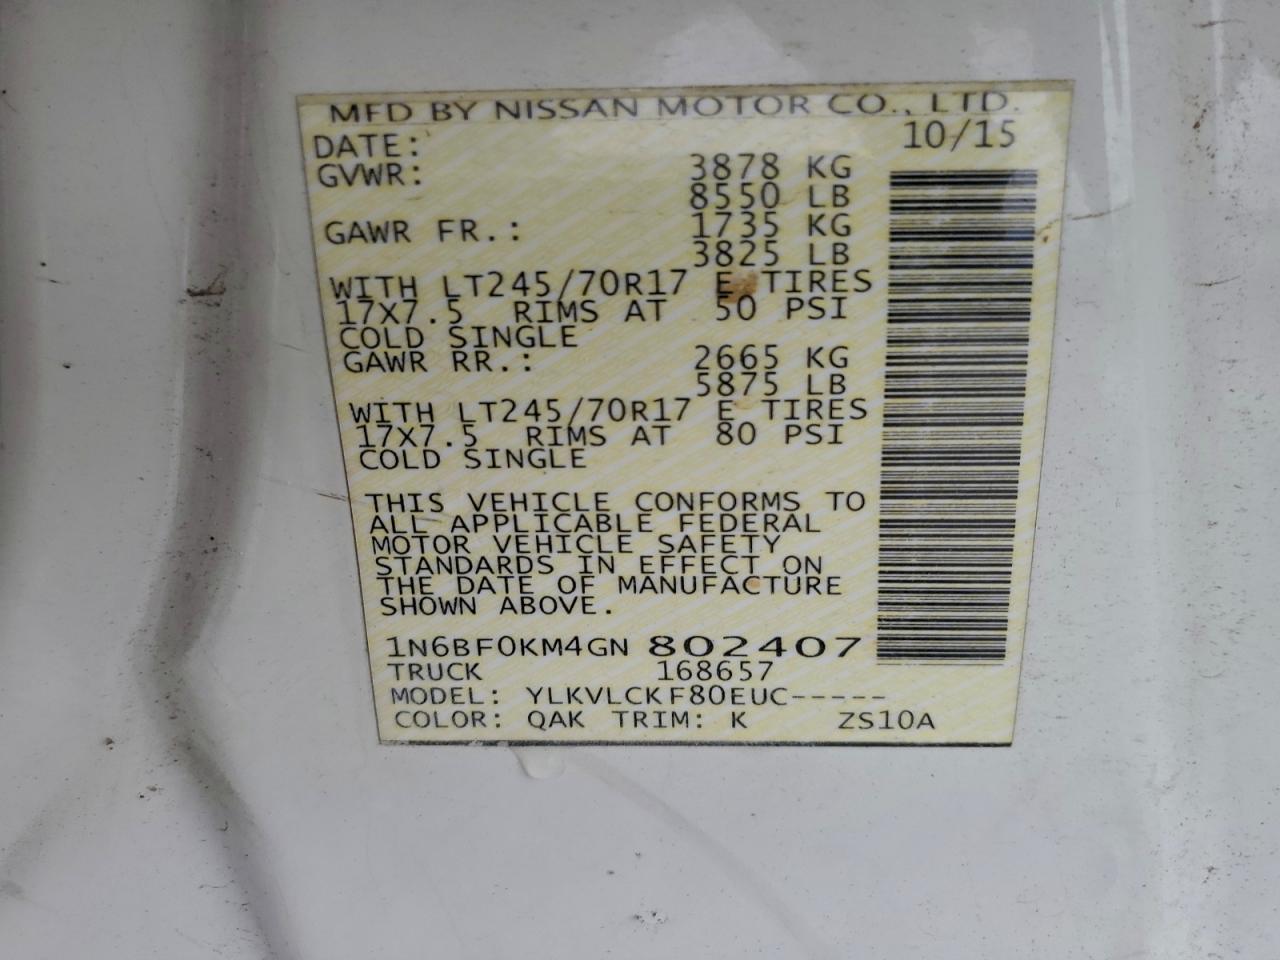 MFD BY NISSAN MOTOR CO., LTD.
DATE: 10/15
GVWR: 3878 KG
8550 LB
GAWR FR.: 1735 KG
3825 LB
WITH LT245/70R17 E TIRES
17X7.5 RIMS AT 50 PSI
COLD SINGLE
GAWR RR.: 2665 KG
5875 LB
WITH LT245/70R17 E TIRES
17X7.5 RIMS AT 80 PSI
COLD SINGLE
THIS VEHICLE CONFORMS TO
ALL APPLICABLE FEDERAL
MOTOR VEHICLE SAFETY
STANDARDS IN EFFECT ON
THE DATE OF MANUFACTURE
SHOWN ABOVE.
1N6BF0KM4GN 802407
TRUCK 168657
MODEL: YLKVLCKF80EUC-----
COLOR: QAK TRIM: K ZS10A